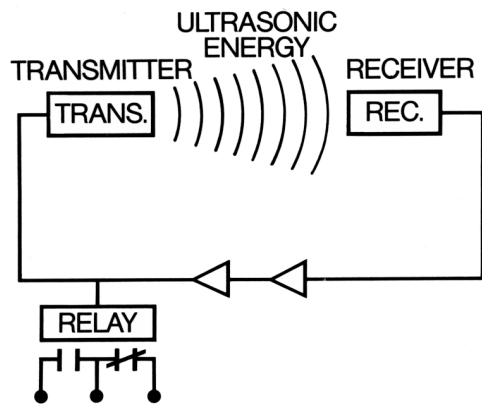 ULTRASONIC
ENERGY
TRANSMITTER
RECEIVER
TRANS.
REC.
RELAY